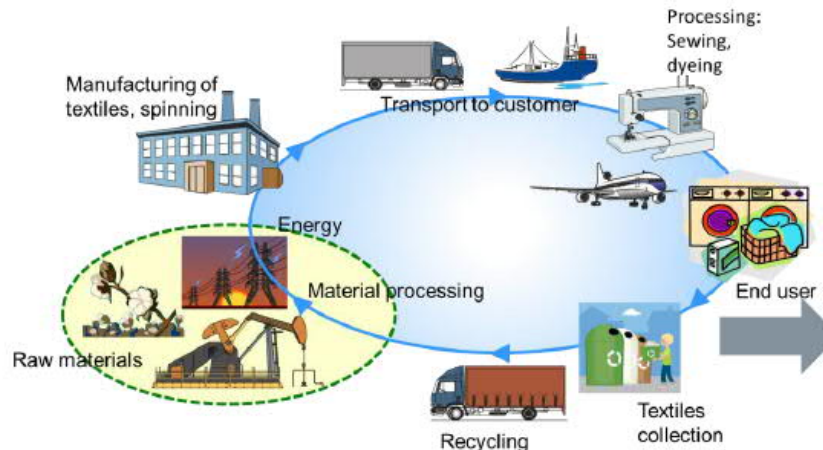 Processing:
Sewing,
dyeing
Manufacturing of
textiles, spinning
Transport to customer
Energy
Material processing
End user
Raw materials
Textiles
collection
Recycling